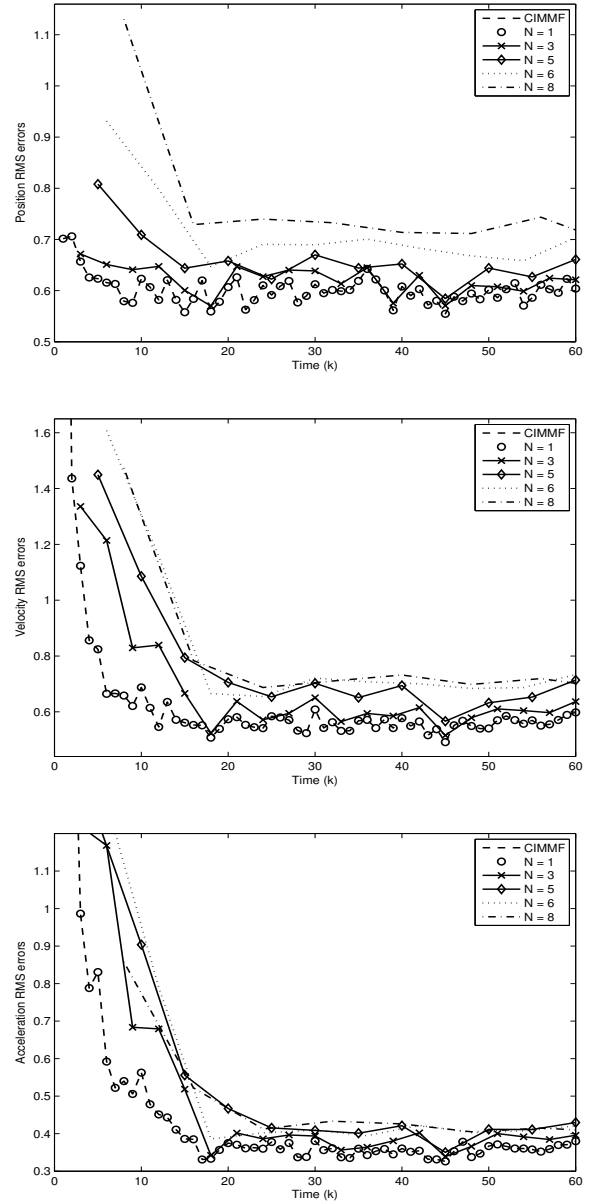 1.1
1
0.9
0.8
0.7
0.6
0.5
0 10 20 30 40 50 60
Position RMS errors
Time (k)
CIMMF
N = 1
N = 3
N = 5
N = 6
N = 8
1.6
1.4
1.2
1
0.8
0.6
0 10 20 30 40 50 60
Velocity RMS errors
Time (k)
CIMMF
N = 1
N = 3
N = 5
N = 6
N = 8
1.1
1
0.9
0.8
0.7
0.6
0.5
0.4
0.3
0 10 20 30 40 50 60
Acceleration RMS errors
Time (k)
CIMMF
N = 1
N = 3
N = 5
N = 6
N = 8